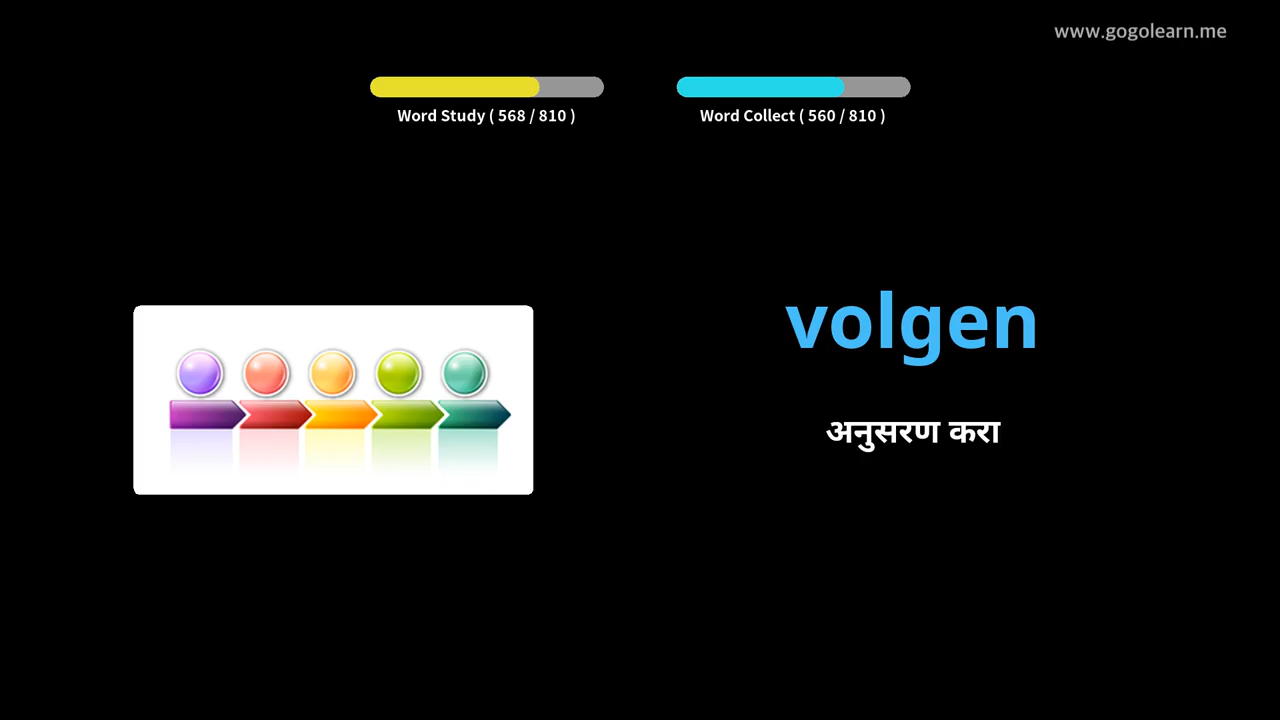 www.gogolearn.me
Word Study ( 568 / 810 )
Word Collect ( 560 / 810 )
volgen
अनुसरण करा